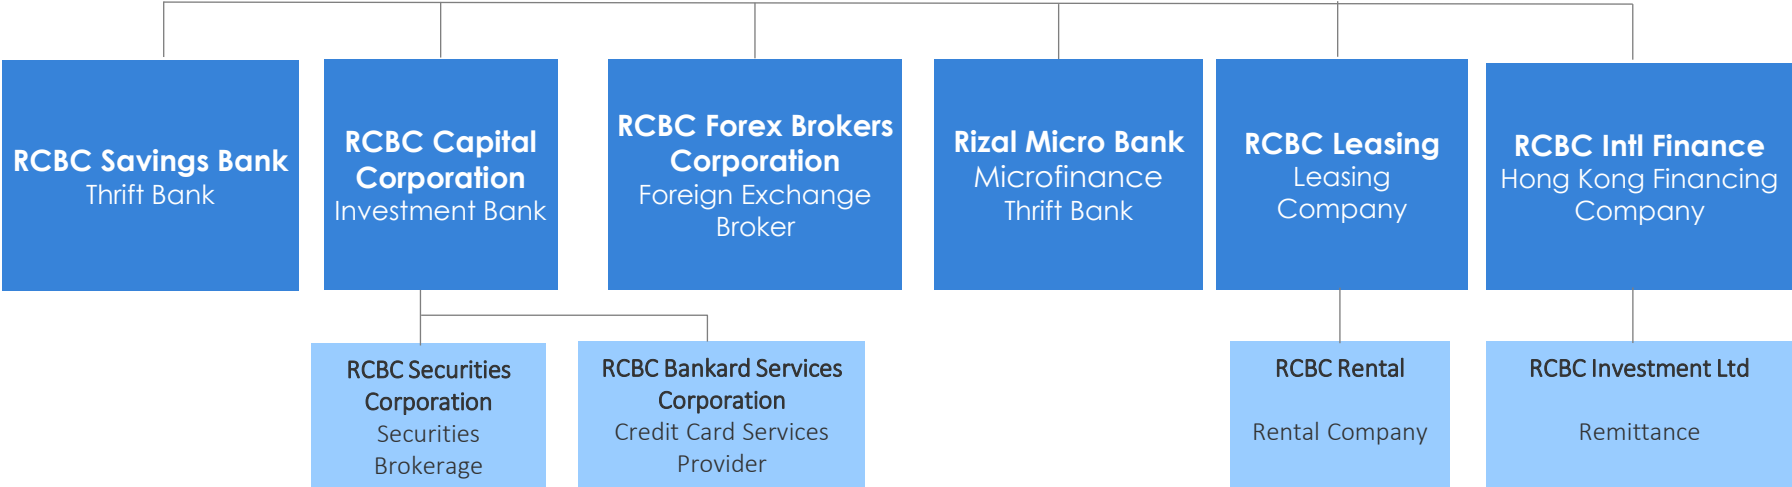 RCBC Savings Bank
Thrift Bank
RCBC Capital
Corporation
Investment Bank
RCBC Forex Brokers
Corporation
Foreign Exchange
Broker
Rizal Micro Bank
Microfinance
Thrift Bank
RCBC Leasing
Leasing
Company
RCBC Intl Finance
Hong Kong Financing
Company
RCBC Securities
Corporation
Securities
Brokerage
RCBC Bankard Services
Corporation
Credit Card Services
Provider
RCBC Rental
Rental Company
RCBC Investment Ltd
Remittance